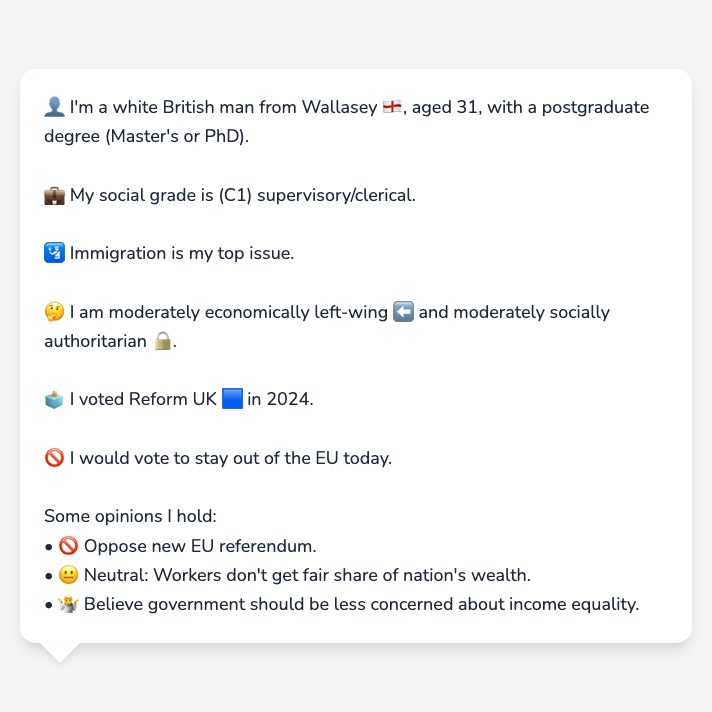 👤 I'm a white British man from Wallasey 🏴󠁧󠁢󠁥󠁮󠁧󠁿, aged 31, with a postgraduate
degree (Master's or PhD).
💼 My social grade is (C1) supervisory/clerical.
🛂 Immigration is my top issue.
🤔 I am moderately economically left-wing ⬅️ and moderately socially
authoritarian 🔒.
🗳️ I voted Reform UK 🟦 in 2024.
🚫 I would vote to stay out of the EU today.
Some opinions I hold:
• 🚫 Oppose new EU referendum.
• 😐 Neutral: Workers don't get fair share of nation's wealth.
• 🤷 Believe government should be less concerned about income equality.